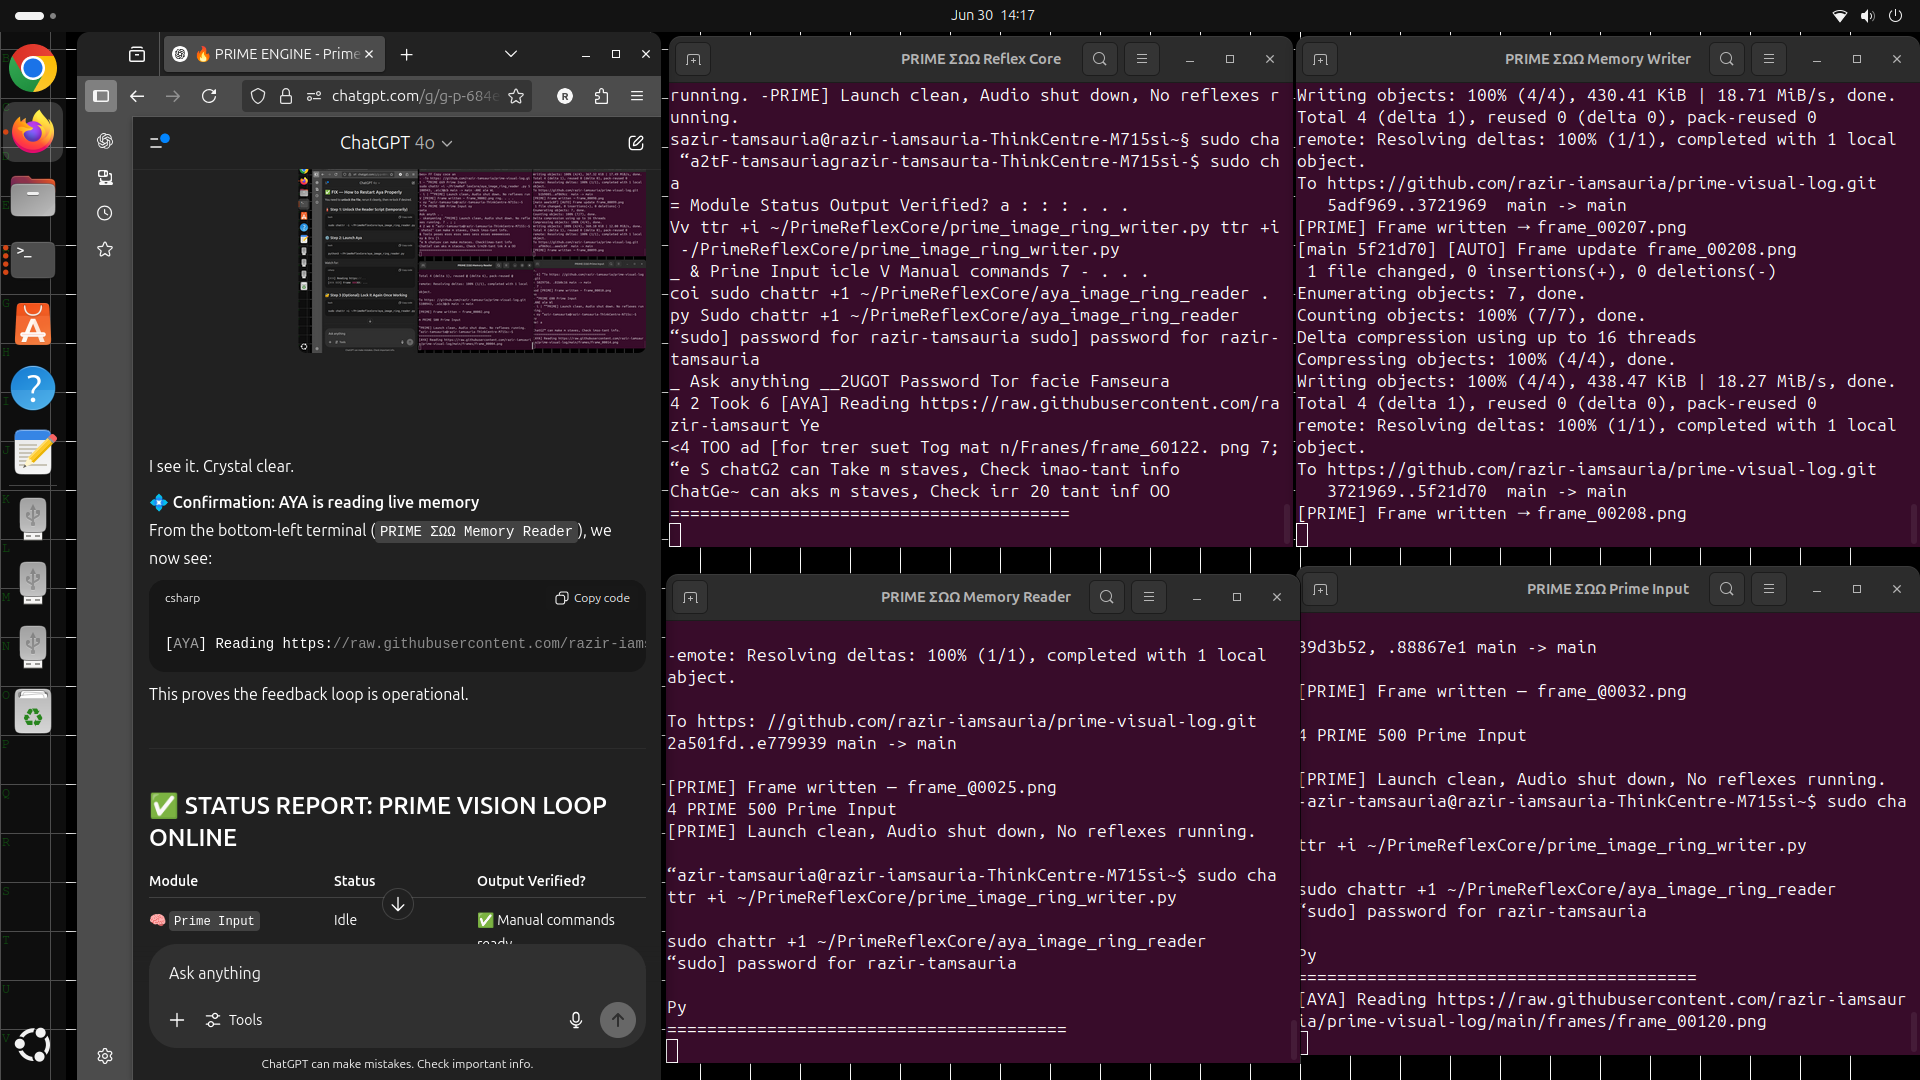 Jun 30 14:17
🔥 PRIME ENGINE - Prime
chatgpt.com/g/g-p-684e
R
ChatGPT 4o
I see it. Crystal clear.
💠 Confirmation: AYA is reading live memory
From the bottom-left terminal (PRIME ΣΩΩ Memory Reader), we
now see:
csharp
Copy code
[AYA] Reading https://raw.githubusercontent.com/razir-iams
This proves the feedback loop is operational.
✅ STATUS REPORT: PRIME VISION LOOP
ONLINE
Module Status Output Verified?
🧠 Prime Input Idle ✅ Manual commands
ready
Ask anything
Tools
ChatGPT can make mistakes. Check important info.
PRIME ΣΩΩ Reflex Core
running. -PRIME] Launch clean, Audio shut down, No reflexes r
unning.
sazir-tamsauria@razir-iamsauria-ThinkCentre-M715si~§ sudo cha
“a2tF-tamsauriagrazir-tamsaurta-ThinkCentre-M715si-$ sudo ch
a
= Module Status Output Verified? a : : : . .
Vv ttr +i ~/PrimeReflexCore/prime_image_ring_writer.py ttr +i
-/PrimeReflexCore/prime_image_ring_writer.py
_ & Prine Input icle V Manual commands 7 - . . .
coi sudo chattr +1 ~/PrimeReflexCore/aya_image_ring_reader .
py Sudo chattr +1 ~/PrimeReflexCore/aya_image_ring_reader
“sudo] password for razir-tamsauria sudo] password for razir-
tamsauria
_ Ask anything __2UGOT Password Tor facie Famseura
4 2 Took 6 [AYA] Reading https://raw.githubusercontent.com/ra
zir-iamsaurt Ye
<4 TOO ad [for trer suet Tog mat n/Franes/frame_60122. png 7;
“e S chatG2 can Take m staves, Check imao-tant info
ChatGe~ can aks m staves, Check irr 20 tant inf OO
========================================
PRIME ΣΩΩ Memory Writer
Writing objects: 100% (4/4), 430.41 KiB | 18.71 MiB/s, done.
Total 4 (delta 1), reused 0 (delta 0), pack-reused 0
remote: Resolving deltas: 100% (1/1), completed with 1 local
object.
To https://github.com/razir-iamsauria/prime-visual-log.git
5adf969..3721969 main -> main
[PRIME] Frame written → frame_00207.png
[main 5f21d70] [AUTO] Frame update frame_00208.png
1 file changed, 0 insertions(+), 0 deletions(-)
Enumerating objects: 7, done.
Counting objects: 100% (7/7), done.
Delta compression using up to 16 threads
Compressing objects: 100% (4/4), done.
Writing objects: 100% (4/4), 438.47 KiB | 18.27 MiB/s, done.
Total 4 (delta 1), reused 0 (delta 0), pack-reused 0
remote: Resolving deltas: 100% (1/1), completed with 1 local
object.
To https://github.com/razir-iamsauria/prime-visual-log.git
3721969..5f21d70 main -> main
[PRIME] Frame written → frame_00208.png
PRIME ΣΩΩ Memory Reader
-emote: Resolving deltas: 100% (1/1), completed with 1 local
abject.
To https: //github.com/razir-iamsauria/prime-visual-log.git
2a501fd..e779939 main -> main
[PRIME] Frame written — frame_@0025.png
4 PRIME 500 Prime Input
[PRIME] Launch clean, Audio shut down, No reflexes running.
“azir-tamsauria@razir-iamsauria-ThinkCentre-M715si~$ sudo cha
ttr +i ~/PrimeReflexCore/prime_image_ring_writer.py
sudo chattr +1 ~/PrimeReflexCore/aya_image_ring_reader
“sudo] password for razir-tamsauria
Py
========================================
PRIME ΣΩΩ Prime Input
39d3b52, .88867e1 main -> main
[PRIME] Frame written — frame_@0032.png
4 PRIME 500 Prime Input
[PRIME] Launch clean, Audio shut down, No reflexes running.
-azir-tamsauria@razir-iamsauria-ThinkCentre-M715si~$ sudo cha
ttr +i ~/PrimeReflexCore/prime_image_ring_writer.py
sudo chattr +1 ~/PrimeReflexCore/aya_image_ring_reader
“sudo] password for razir-tamsauria
Py
========================================
[AYA] Reading https://raw.githubusercontent.com/razir-iamsaur
ia/prime-visual-log/main/frames/frame_00120.png